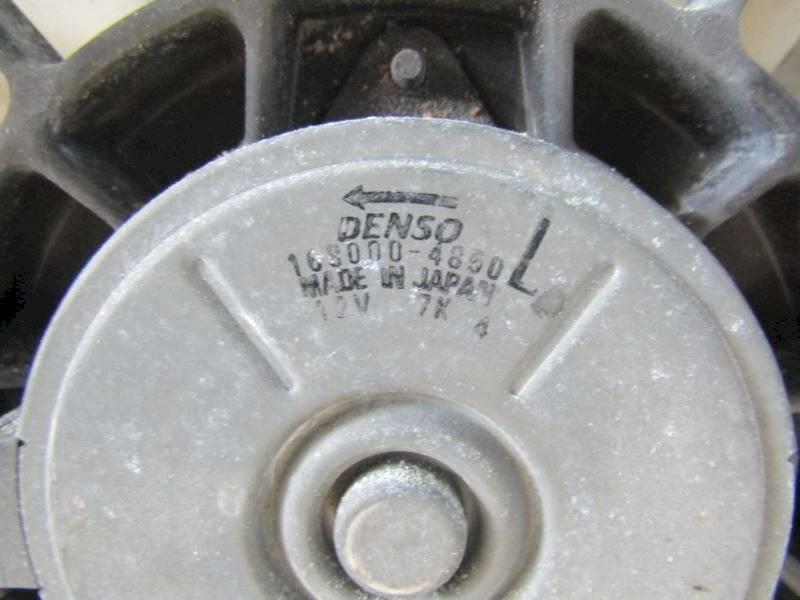 DENSO
168000-4860 L
MADE IN JAPAN
12V 7K 4